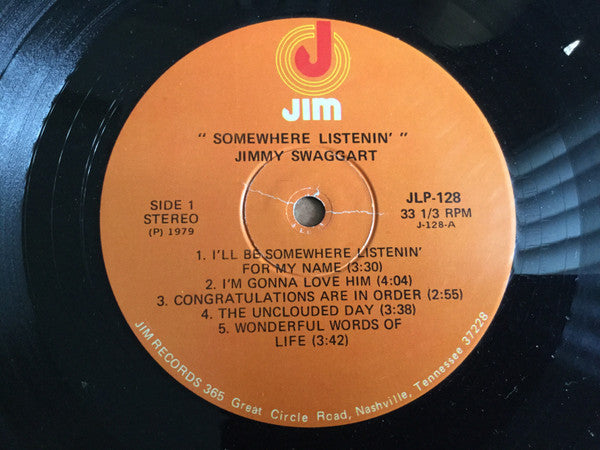 J
JIM
" SOMEWHERE LISTENIN' "
JIMMY SWAGGART
SIDE 1
STEREO
(P) 1979
JLP-128
33 1/3 RPM
J-128-A
1. I'LL BE SOMEWHERE LISTENIN'
FOR MY NAME (3:30)
2. I'M GONNA LOVE HIM (4:04)
3. CONGRATULATIONS ARE IN ORDER (2:55)
4. THE UNCLOUDED DAY (3:38)
5. WONDERFUL WORDS OF
LIFE (3:42)
JIM RECORDS 365 Great Circle Road, Nashville, Tennessee 37228